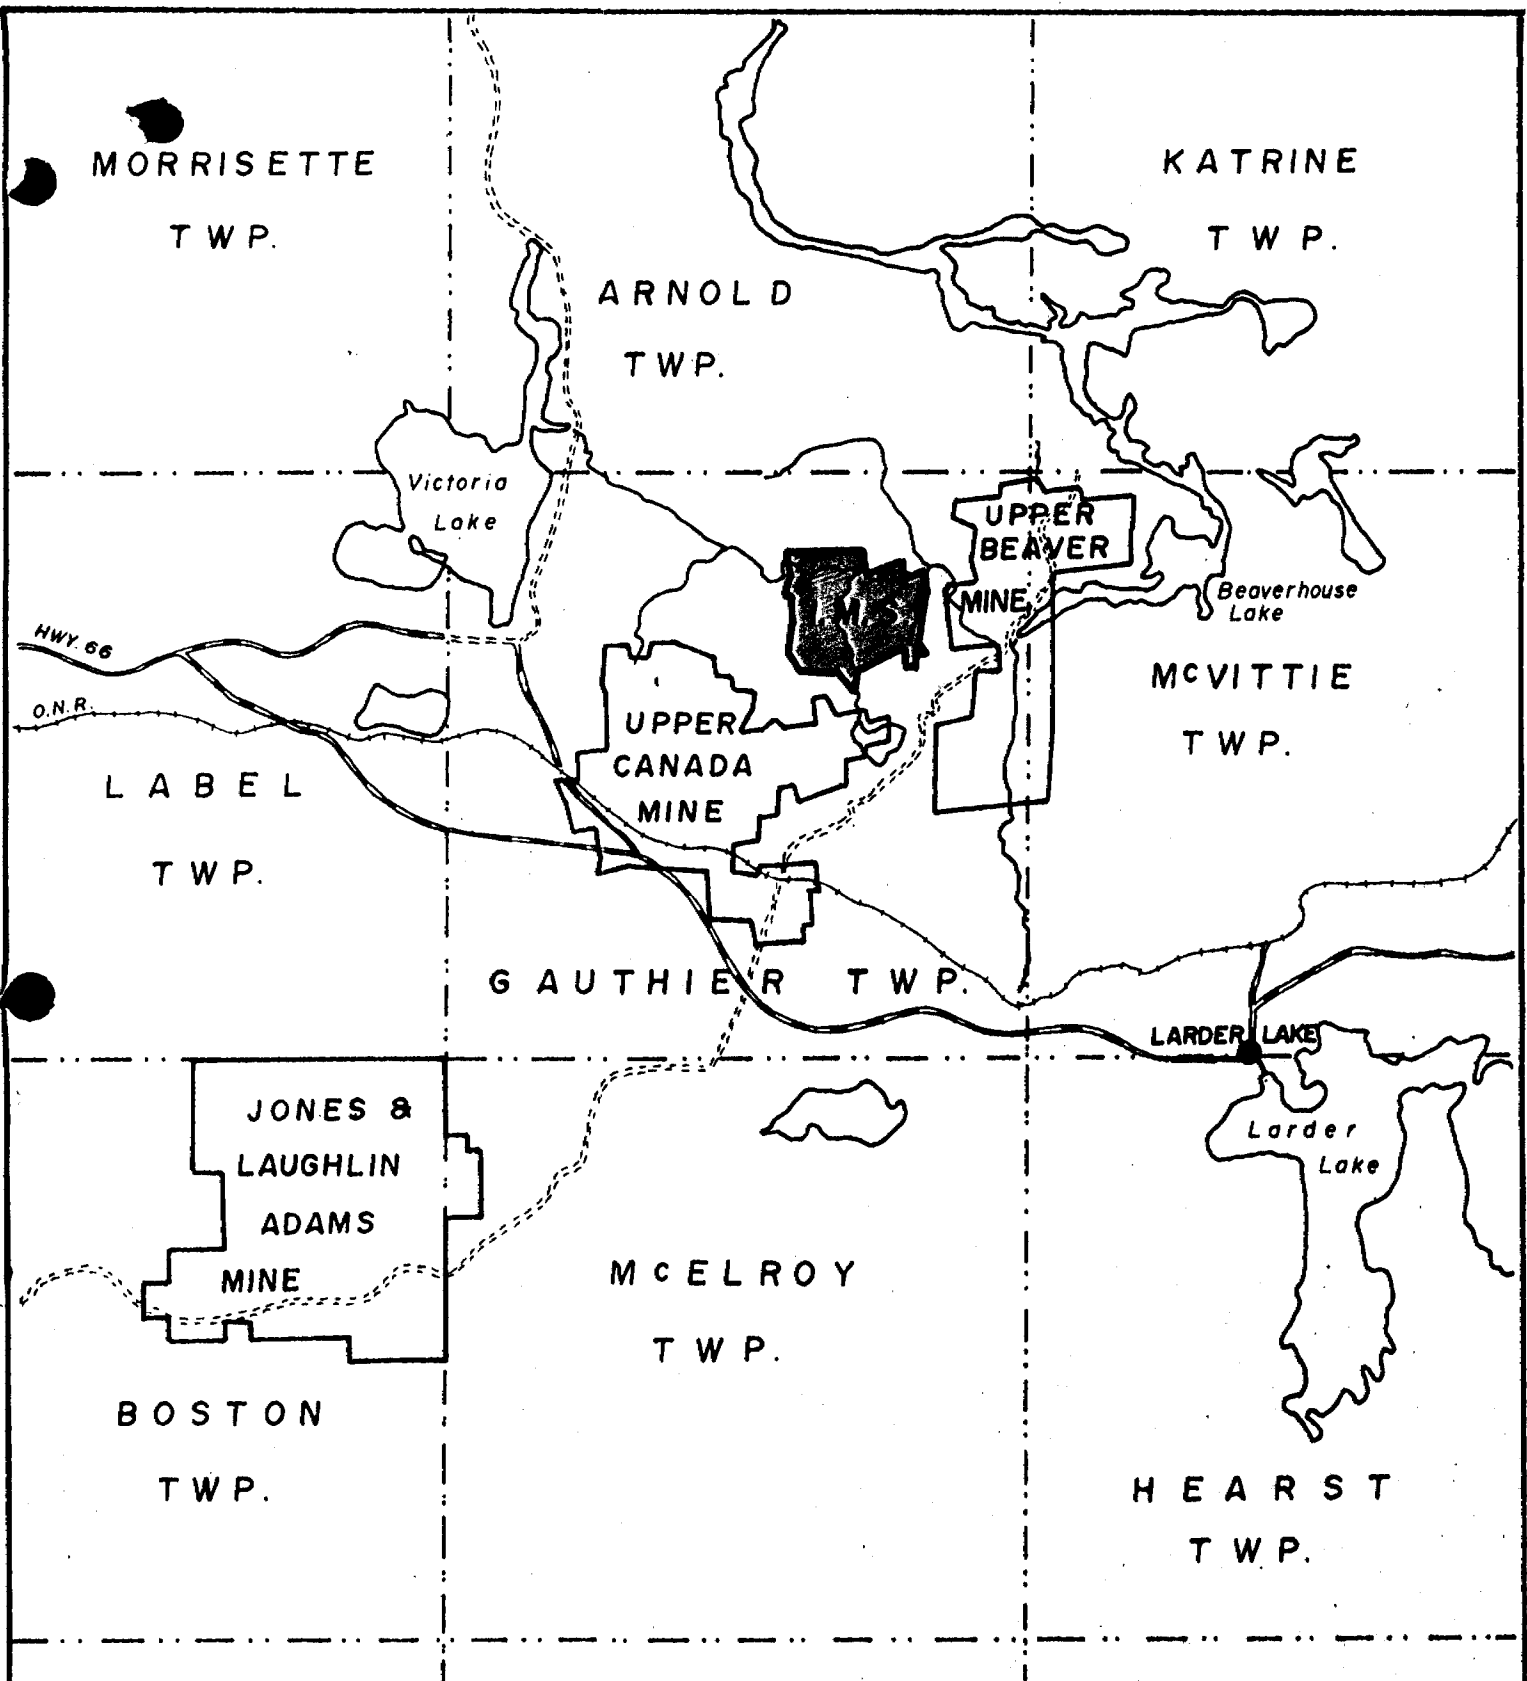 MORRISETTE
TWP.
KATRINE
TWP.
ARNOLD
TWP.
Victoria
Lake
UPPER
BEAVER
MINE
Beaverhouse
Lake
HWY. 66
O.N.R.
McVITTIE
TWP.
UPPER
CANADA
MINE
LABEL
TWP.
GAUTHIER TWP.
LARDER LAKE
JONES &
LAUGHLIN
ADAMS
MINE
Larder
Lake
McELROY
TWP.
BOSTON
TWP.
HEARST
TWP.